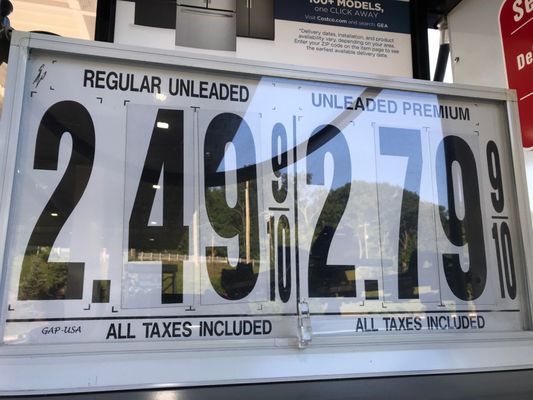 100+ MODELS,
one CLICK AWAY
Visit Costco.com and search GEA
Delivery dates, availability and pricing may vary, depending on your area. Enter your ZIP code on the item page to see the earliest available delivery date.
REGULAR UNLEADED
UNLEADED PREMIUM
2.49 9/10
2.79 9/10
GAP-USA
ALL TAXES INCLUDED
ALL TAXES INCLUDED